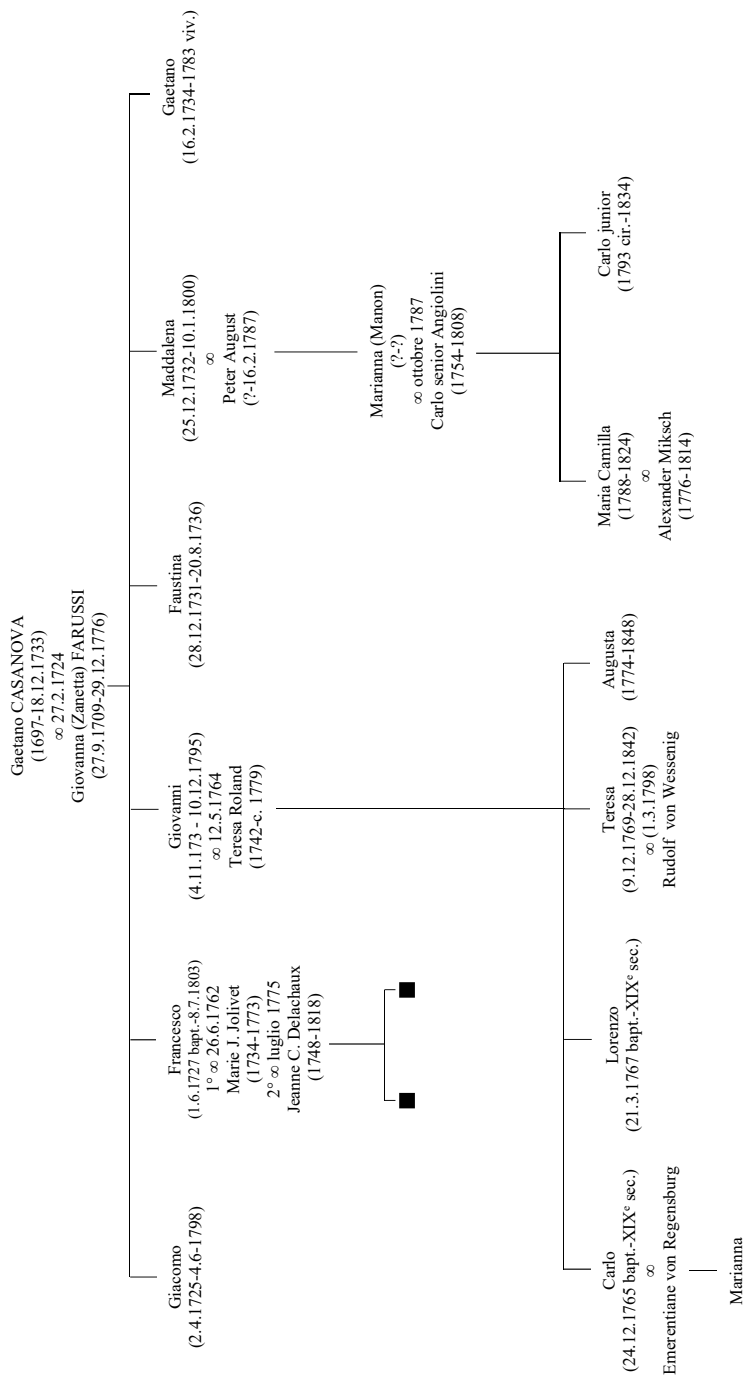 Gaetano CASANOVA
(1697-18.12.1733)
∞ 27.2.1724
Giovanna (Zanetta) FARUSSI
(27.9.1709-29.12.1776)
Giacomo
(2.4.1725-4.6-1798)
Francesco
(1.6.1727 bapt.-8.7.1803)
1° ∞ 26.6.1762
Marie J. Jolivet
(1734-1773)
2° ∞ luglio 1775
Jeanne C. Delachaux
(1748-1818)
Giovanni
(4.11.173 - 10.12.1795)
∞ 12.5.1764
Teresa Roland
(1742-c. 1779)
Faustina
(28.12.1731-20.8.1736)
Maddalena
(25.12.1732-10.1.1800)
∞
Peter August
(?-16.2.1787)
Gaetano
(16.2.1734-1783 viv.)
Marianna (Manon)
(?-?)
∞ ottobre 1787
Carlo senior Angiolini
(1754-1808)
Carlo
(24.12.1765 bapt.-XIXᵉ sec.)
∞
Emerentiane von Regensburg
Marianna
Lorenzo
(21.3.1767 bapt.-XIXᵉ sec.)
Teresa
(9.12.1769-28.12.1842)
∞ (1.3.1798)
Rudolf von Wessenig
Augusta
(1774-1848)
Maria Camilla
(1788-1824)
∞
Alexander Miksch
(1776-1814)
Carlo junior
(1793 cir.-1834)